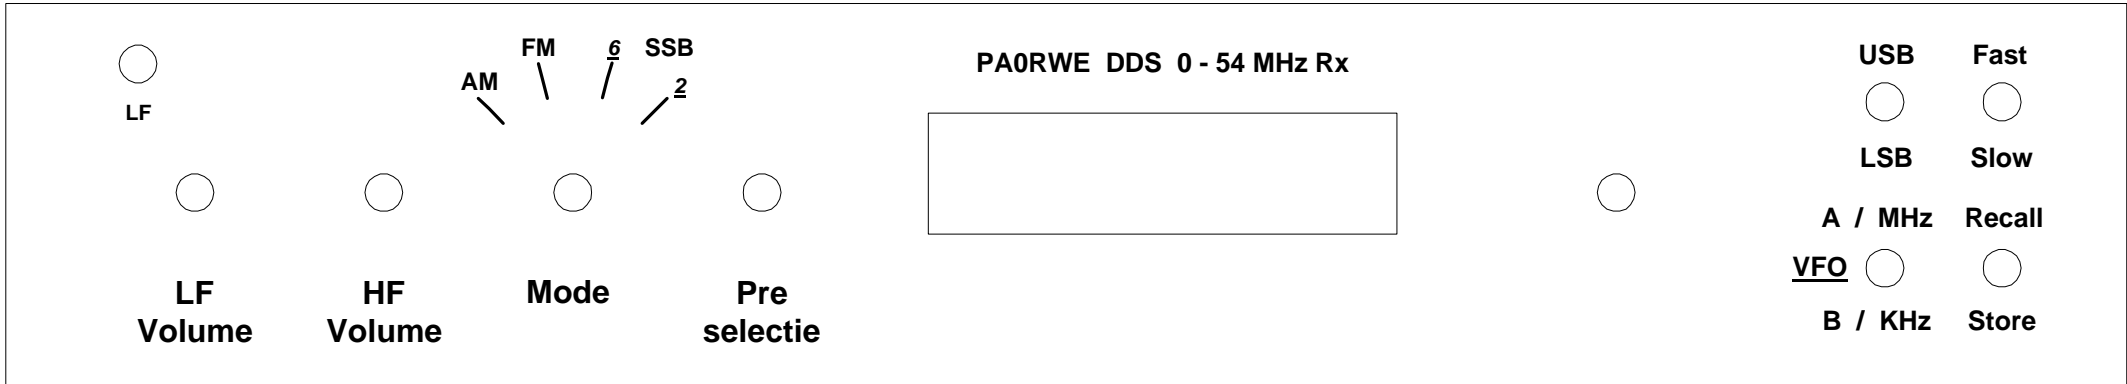 FM 6 SSB
AM 2
LF
PA0RWE DDS 0 - 54 MHz Rx
USB Fast
LSB Slow
A / MHz Recall
VFO
B / KHz Store
LF
Volume
HF
Volume
Mode
Pre
selectie